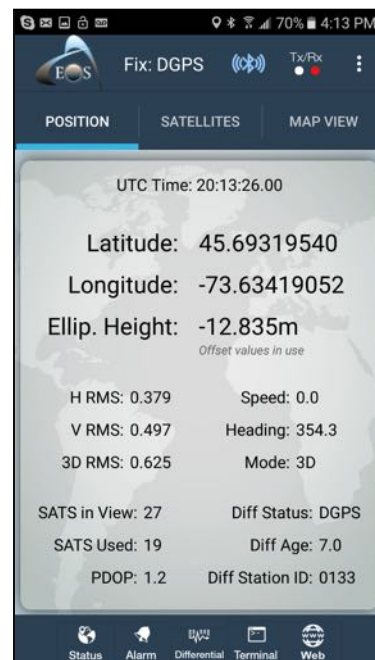 70% 4:13 PM
EOS Fix: DGPS Tx/Rx
POSITION SATELLITES MAP VIEW
UTC Time: 20:13:26.00
Latitude: 45.69319540
Longitude: -73.63419052
Ellip. Height: -12.835m
Offset values in use
H RMS: 0.379 Speed: 0.0
V RMS: 0.497 Heading: 354.3
3D RMS: 0.625 Mode: 3D
SATS in View: 27 Diff Status: DGPS
SATS Used: 19 Diff Age: 7.0
PDOP: 1.2 Diff Station ID: 0133
Status Alarm Differential Terminal Web